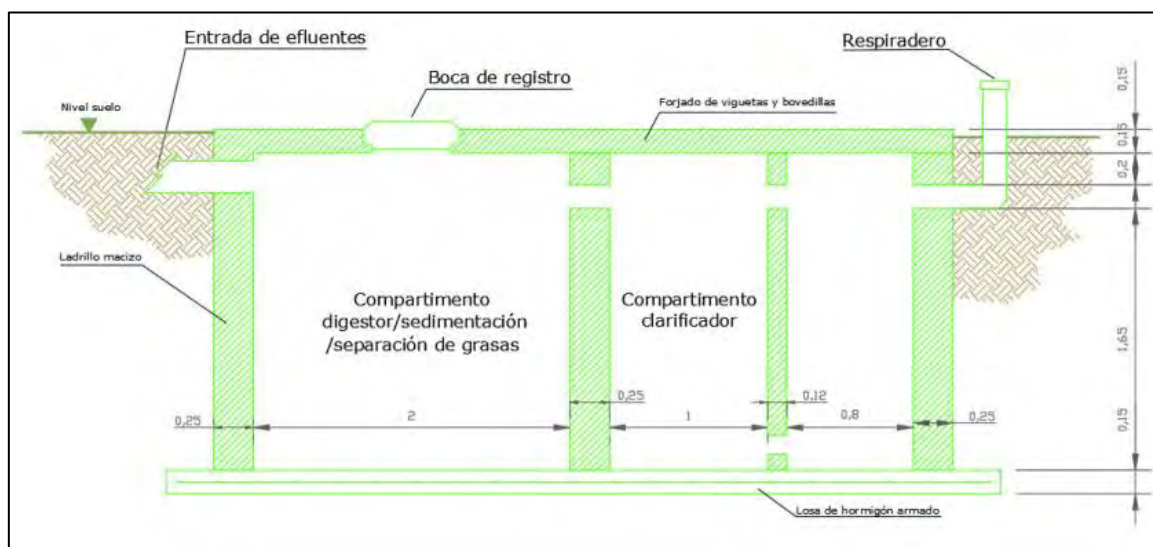 Entrada de efluentes
Respiradero
Boca de registro
Nivel suelo
Forjado de viguetas y bovedillas
0,15
0,15
0,2
Ladrillo macizo
Compartimento
digestor/sedimentación
/separación de grasas
Compartimento
clarificador
1,65
0,25
2
0,25
1
0,12
0,8
0,25
0,15
Losa de hormigón armado